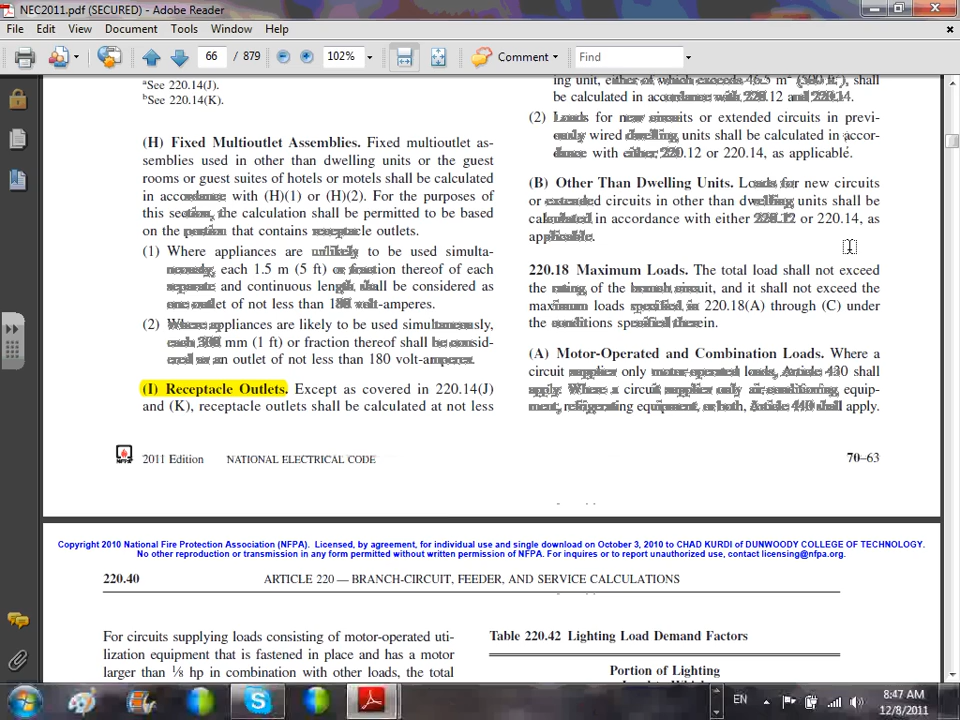 NEC2011.pdf (SECURED) - Adobe Reader
File Edit View Document Tools Window Help
66 / 879 102% Comment Find
ᵃSee 220.14(J).
ᵇSee 220.14(K).
(H) Fixed Multioutlet Assemblies. Fixed multioutlet as-
semblies used in other than dwelling units or the guest
rooms or guest suites of hotels or motels shall be calculated
in accordance with (H)(1) or (H)(2). For the purposes of
this section, the calculation shall be permitted to be based
on the portion that contains receptacle outlets.
(1) Where appliances are unlikely to be used simulta-
neously, each 1.5 m (5 ft) or fraction thereof of each
separate and continuous length shall be considered as
one outlet of not less than 180 volt-amperes.
(2) Where appliances are likely to be used simultaneously,
each 300 mm (1 ft) or fraction thereof shall be consid-
ered as an outlet of not less than 180 volt-amperes.
(I) Receptacle Outlets. Except as covered in 220.14(J)
and (K), receptacle outlets shall be calculated at not less
ing unit, either of which exceeds 46.5 m² (500 ft²), shall
be calculated in accordance with 220.12 and 220.14.
(2) Loads for new circuits or extended circuits in previ-
ously wired dwelling units shall be calculated in accor-
dance with either 220.12 or 220.14, as applicable.
(B) Other Than Dwelling Units. Loads for new circuits
or extended circuits in other than dwelling units shall be
calculated in accordance with either 220.12 or 220.14, as
applicable.
220.18 Maximum Loads. The total load shall not exceed
the rating of the branch circuit, and it shall not exceed the
maximum loads specified in 220.18(A) through (C) under
the conditions specified therein.
(A) Motor-Operated and Combination Loads. Where a
circuit supplies only motor-operated loads, Article 430 shall
apply. Where a circuit supplies only air-conditioning equip-
ment, refrigerating equipment, or both, Article 440 shall apply.
NFPA
2011 Edition NATIONAL ELECTRICAL CODE 70–63
Copyright 2010 National Fire Protection Association (NFPA). Licensed, by agreement, for individual use and single download on October 3, 2010 to CHAD KURDI of DUNWOODY COLLEGE OF TECHNOLOGY.
No other reproduction or transmission in any form permitted without written permission of NFPA. For inquires or to report unauthorized use, contact licensing@nfpa.org.
220.40 ARTICLE 220 — BRANCH-CIRCUIT, FEEDER, AND SERVICE CALCULATIONS
For circuits supplying loads consisting of motor-operated uti-
lization equipment that is fastened in place and has a motor
larger than ⅛ hp in combination with other loads, the total
Table 220.42 Lighting Load Demand Factors
Portion of Lighting
EN 8:47 AM
12/8/2011